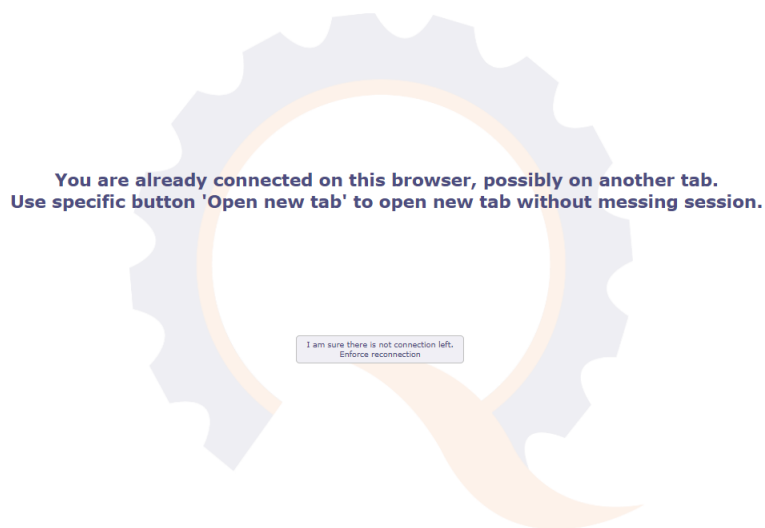 You are already connected on this browser, possibly on another tab.
Use specific button 'Open new tab' to open new tab without messing session.
I am sure there is not connection left.
Enforce reconnection